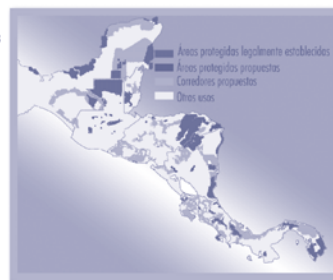 Áreas protegidas legalmente establecidas
Áreas protegidas propuestas
Corredores propuestos
Otros usos